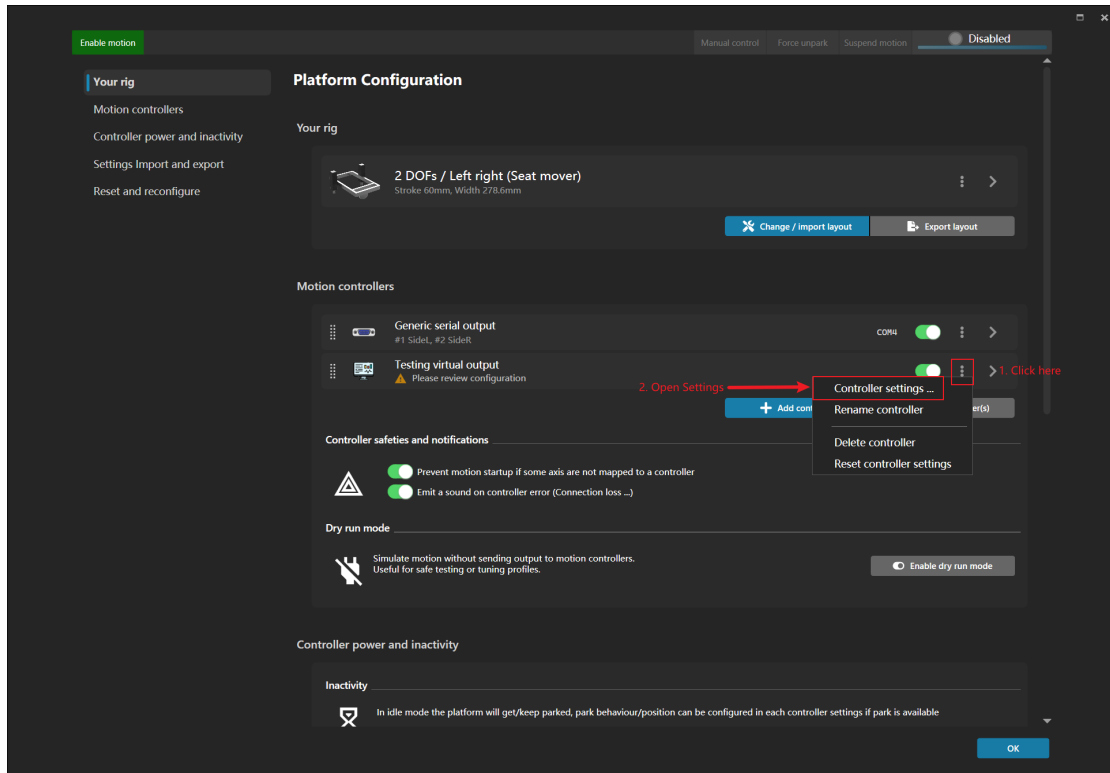 Enable motion
Manual control
Force unpark
Suspend motion
Disabled
Your rig
Motion controllers
Controller power and inactivity
Settings Import and export
Reset and reconfigure
Platform Configuration
Your rig
2 DOFs / Left right (Seat mover)
Stroke 60mm, Width 278.6mm
Change / import layout
Export layout
Motion controllers
Generic serial output
#1 SideL, #2 SideR
COM4
Testing virtual output
Please review configuration
1. Click here
2. Open Settings
Controller settings ...
Rename controller
Delete controller
Reset controller settings
Add cont
er(s)
Controller safeties and notifications
Prevent motion startup if some axis are not mapped to a controller
Emit a sound on controller error (Connection loss ...)
Dry run mode
Simulate motion without sending output to motion controllers.
Useful for safe testing or tuning profiles.
Enable dry run mode
Controller power and inactivity
Inactivity
In idle mode the platform will get/keep parked, park behaviour/position can be configured in each controller settings if park is available
OK